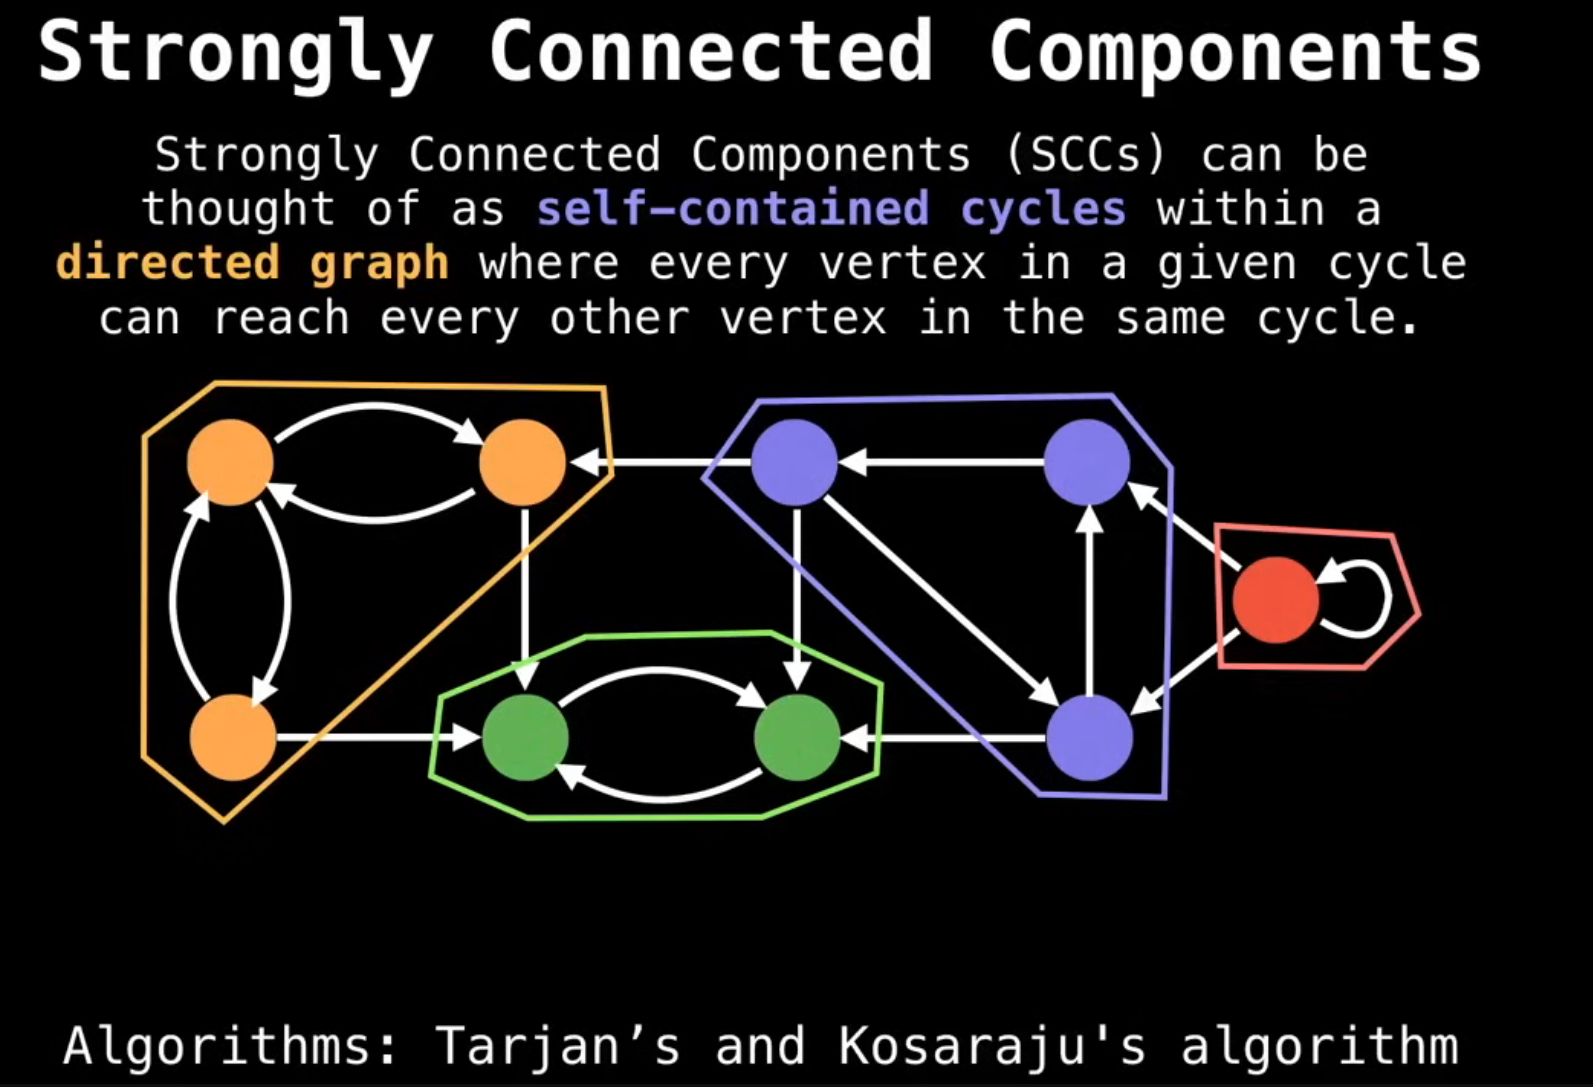 Strongly Connected Components
Strongly Connected Components (SCCs) can be
thought of as self-contained cycles within a
directed graph where every vertex in a given cycle
can reach every other vertex in the same cycle.
Algorithms: Tarjan’s and Kosaraju's algorithm